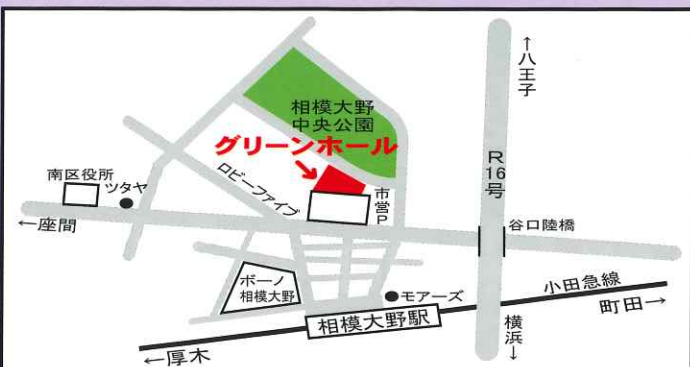 ↑八王子
相模大野
中央公園
グリーンホール
R16号
南区役所
ツタヤ
ロビーファイブ
市営P
←座間
谷口陸橋
ボーノ
相模大野
モアーズ
小田急線
相模大野駅
町田→
横浜↓
←厚木